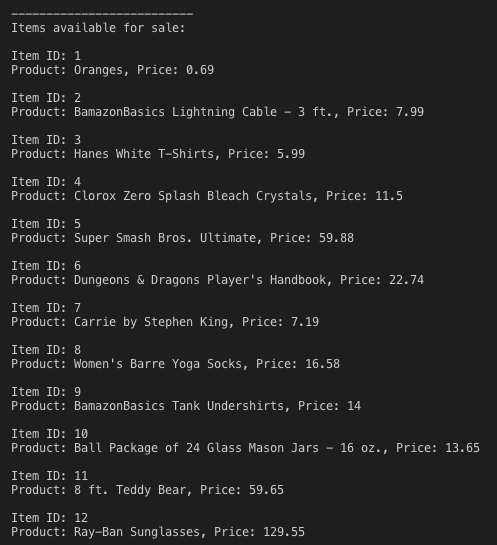 --------------------------
Items available for sale:
Item ID: 1
Product: Oranges, Price: 0.69
Item ID: 2
Product: BamazonBasics Lightning Cable - 3 ft., Price: 7.99
Item ID: 3
Product: Hanes White T-Shirts, Price: 5.99
Item ID: 4
Product: Clorox Zero Splash Bleach Crystals, Price: 11.5
Item ID: 5
Product: Super Smash Bros. Ultimate, Price: 59.88
Item ID: 6
Product: Dungeons & Dragons Player's Handbook, Price: 22.74
Item ID: 7
Product: Carrie by Stephen King, Price: 7.19
Item ID: 8
Product: Women's Barre Yoga Socks, Price: 16.58
Item ID: 9
Product: BamazonBasics Tank Undershirts, Price: 14
Item ID: 10
Product: Ball Package of 24 Glass Mason Jars - 16 oz., Price: 13.65
Item ID: 11
Product: 8 ft. Teddy Bear, Price: 59.65
Item ID: 12
Product: Ray-Ban Sunglasses, Price: 129.55